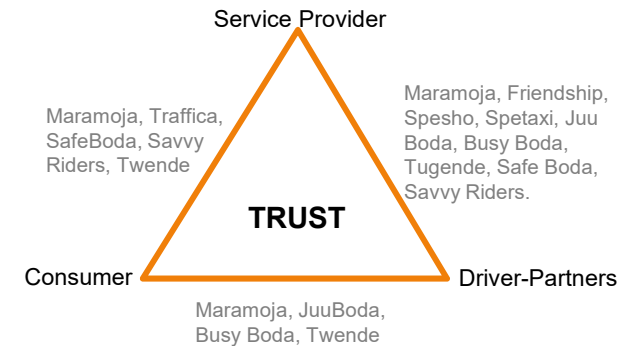 Service Provider
Maramoja, Traffica,
SafeBoda, Savvy
Riders, Twende
Maramoja, Friendship,
Spesho, Spetaxi, Juu
Boda, Busy Boda,
Tugende, Safe Boda,
Savvy Riders.
TRUST
Consumer
Driver-Partners
Maramoja, JuuBoda,
Busy Boda, Twende